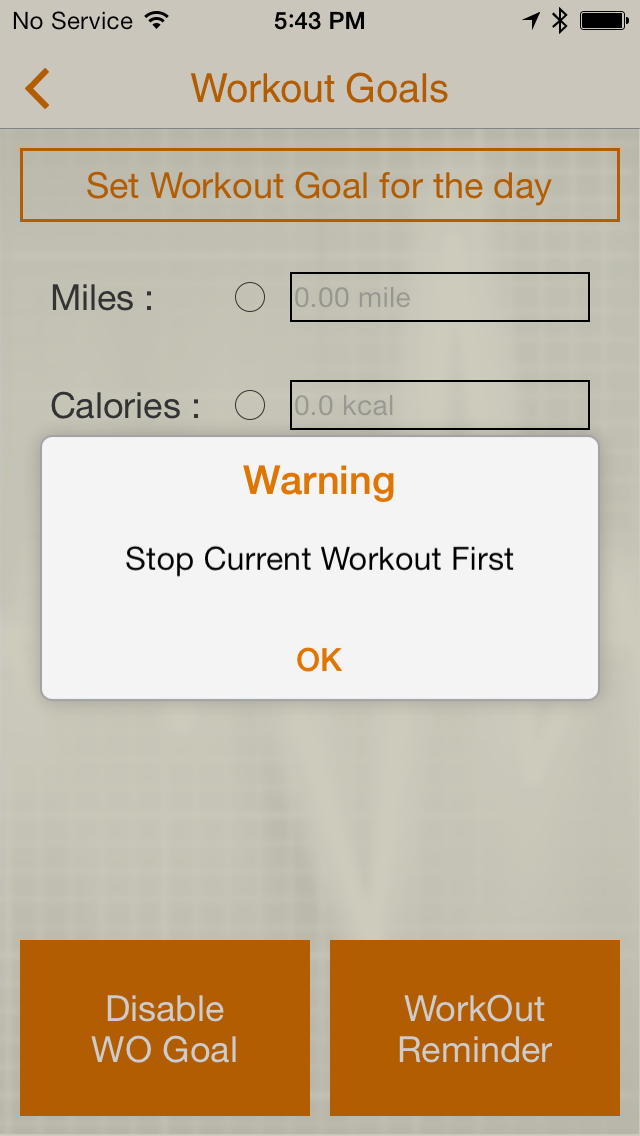 No Service 5:43 PM
Workout Goals
Set Workout Goal for the day
Miles : 0.00 mile
Calories : 0.0 kcal
Warning
Stop Current Workout First
OK
Disable
WO Goal
WorkOut
Reminder